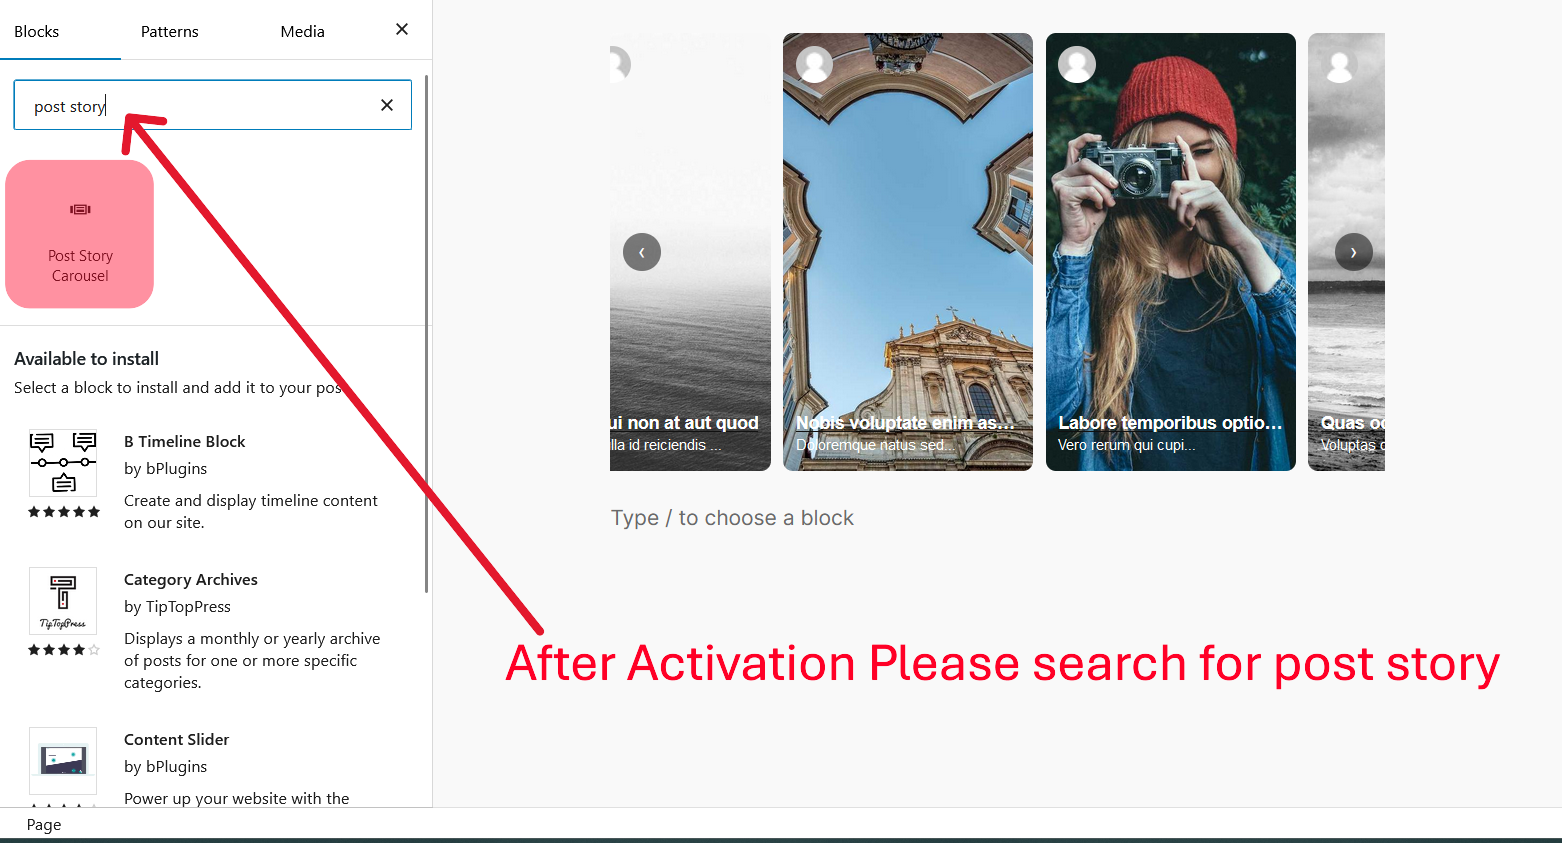 Blocks
Patterns
Media
post story
Post Story
Carousel
Available to install
Select a block to install and add it to your pos
B Timeline Block
by bPlugins
Create and display timeline content
on our site.
TipTopPress
Category Archives
by TipTopPress
Displays a monthly or yearly archive
of posts for one or more specific
categories.
Content Slider
by bPlugins
Power up your website with the
Page
ui non at aut quod
lla id reiciendis ...
Nobis voluptate enim as...
Doloremque natus sed...
Labore temporibus optio...
Vero rerum qui cupi...
Quas oc
Voluptas c
Type / to choose a block
After Activation Please search for post story